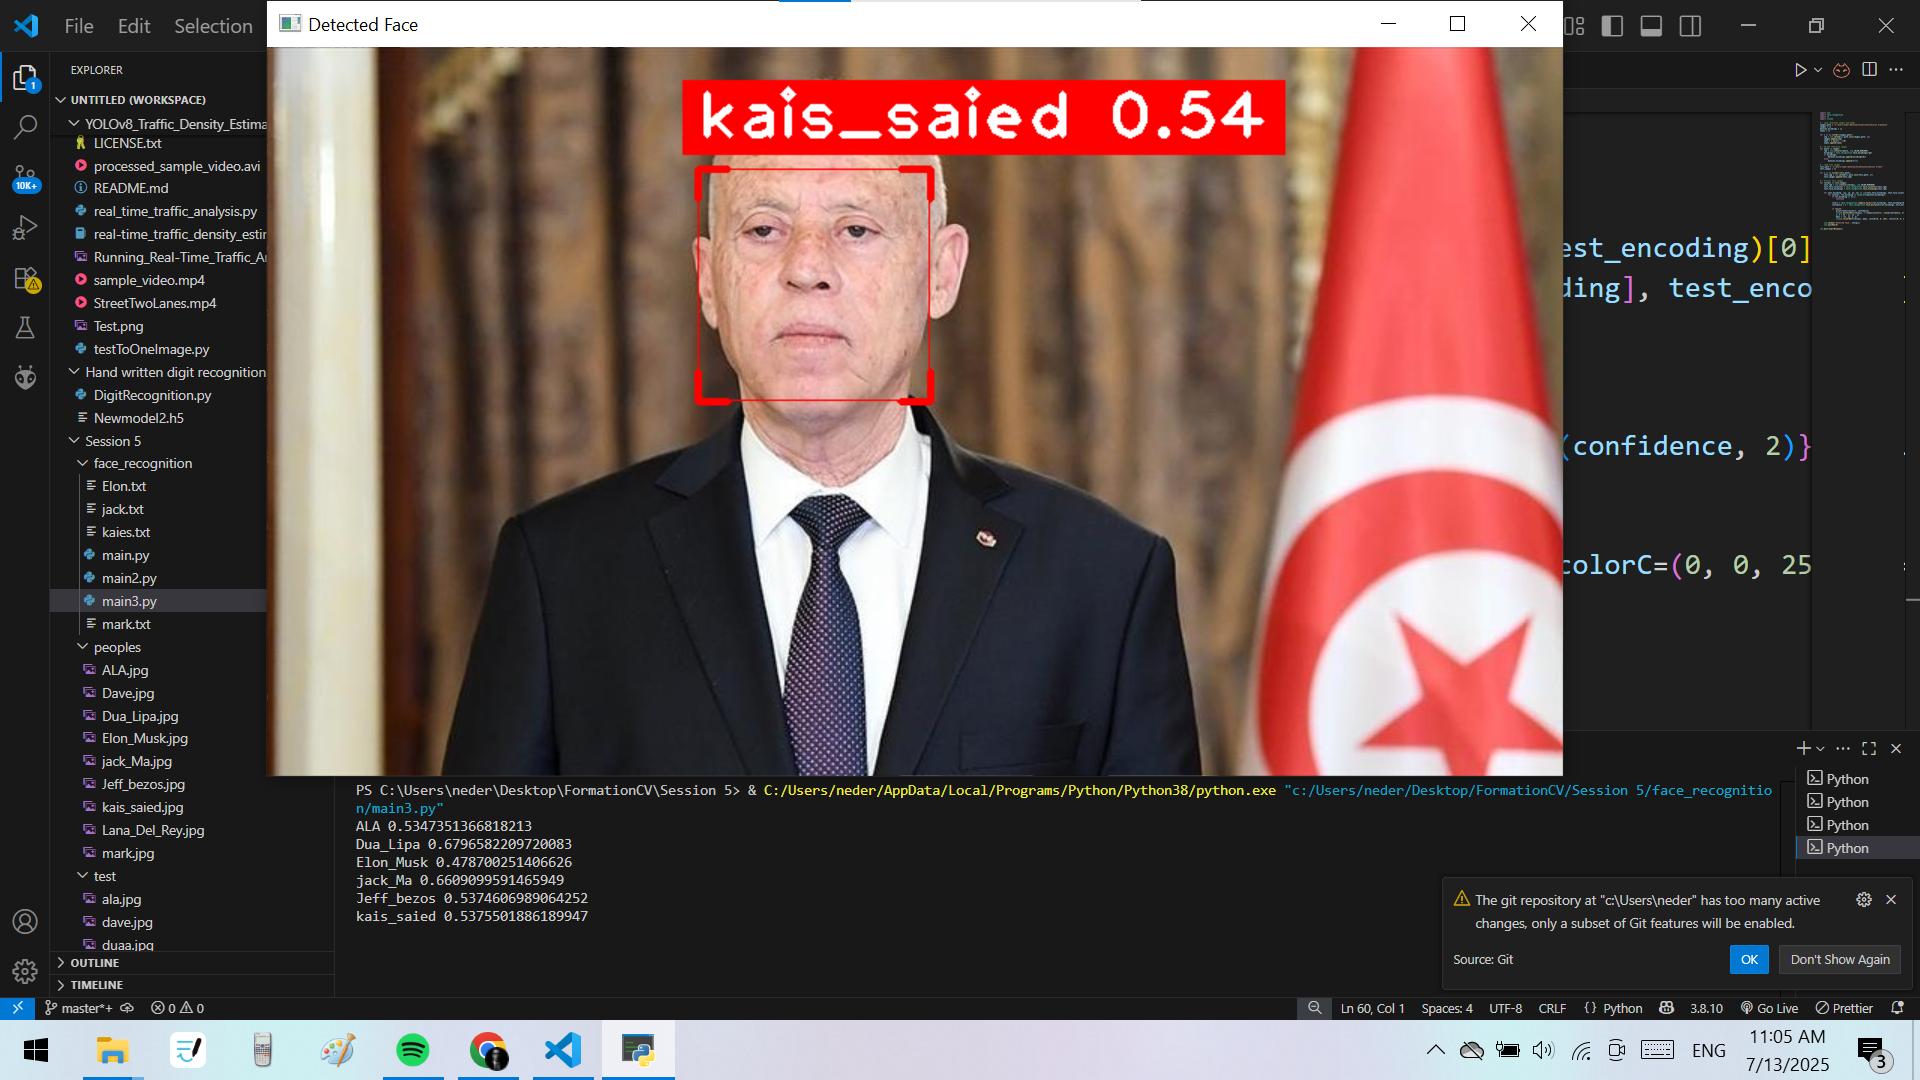 File Edit Selection
Detected Face
EXPLORER
UNTITLED (WORKSPACE)
YOLOv8_Traffic_Density_Estima
LICENSE.txt
processed_sample_video.avi
README.md
real_time_traffic_analysis.py
real-time_traffic_density_estir
Running_Real-Time_Traffic_A
sample_video.mp4
StreetTwoLanes.mp4
Test.png
testToOneImage.py
Hand written digit recognition
DigitRecognition.py
Newmodel2.h5
Session 5
face_recognition
Elon.txt
jack.txt
kaies.txt
main.py
main2.py
main3.py
mark.txt
peoples
ALA.jpg
Dave.jpg
Dua_Lipa.jpg
Elon_Musk.jpg
jack_Ma.jpg
Jeff_bezos.jpg
kais_saied.jpg
Lana_Del_Rey.jpg
mark.jpg
test
ala.jpg
dave.jpg
duaa.jpg
OUTLINE
TIMELINE
1
10K+
kais_saied 0.54
est_encoding)[0]
ding], test_enco
(confidence, 2)}
colorC=(0, 0, 25
PS C:\Users\neder\Desktop\FormationCV\Session 5> & C:/Users/neder/AppData/Local/Programs/Python/Python38/python.exe "c:/Users/neder/Desktop/FormationCV/Session 5/face_recognitio
n/main3.py"
ALA 0.5347351366818213
Dua_Lipa 0.6796582209720083
Elon_Musk 0.478700251406626
jack_Ma 0.6609099591465949
Jeff_bezos 0.5374606989064252
kais_saied 0.5375501886189947
Python
Python
Python
Python
The git repository at "c:\Users\neder" has too many active
changes, only a subset of Git features will be enabled.
Source: Git
OK
Don't Show Again
master*+
0 0
Ln 60, Col 1
Spaces: 4
UTF-8
CRLF
{ } Python
3.8.10
Go Live
Prettier
ENG
11:05 AM
7/13/2025
3